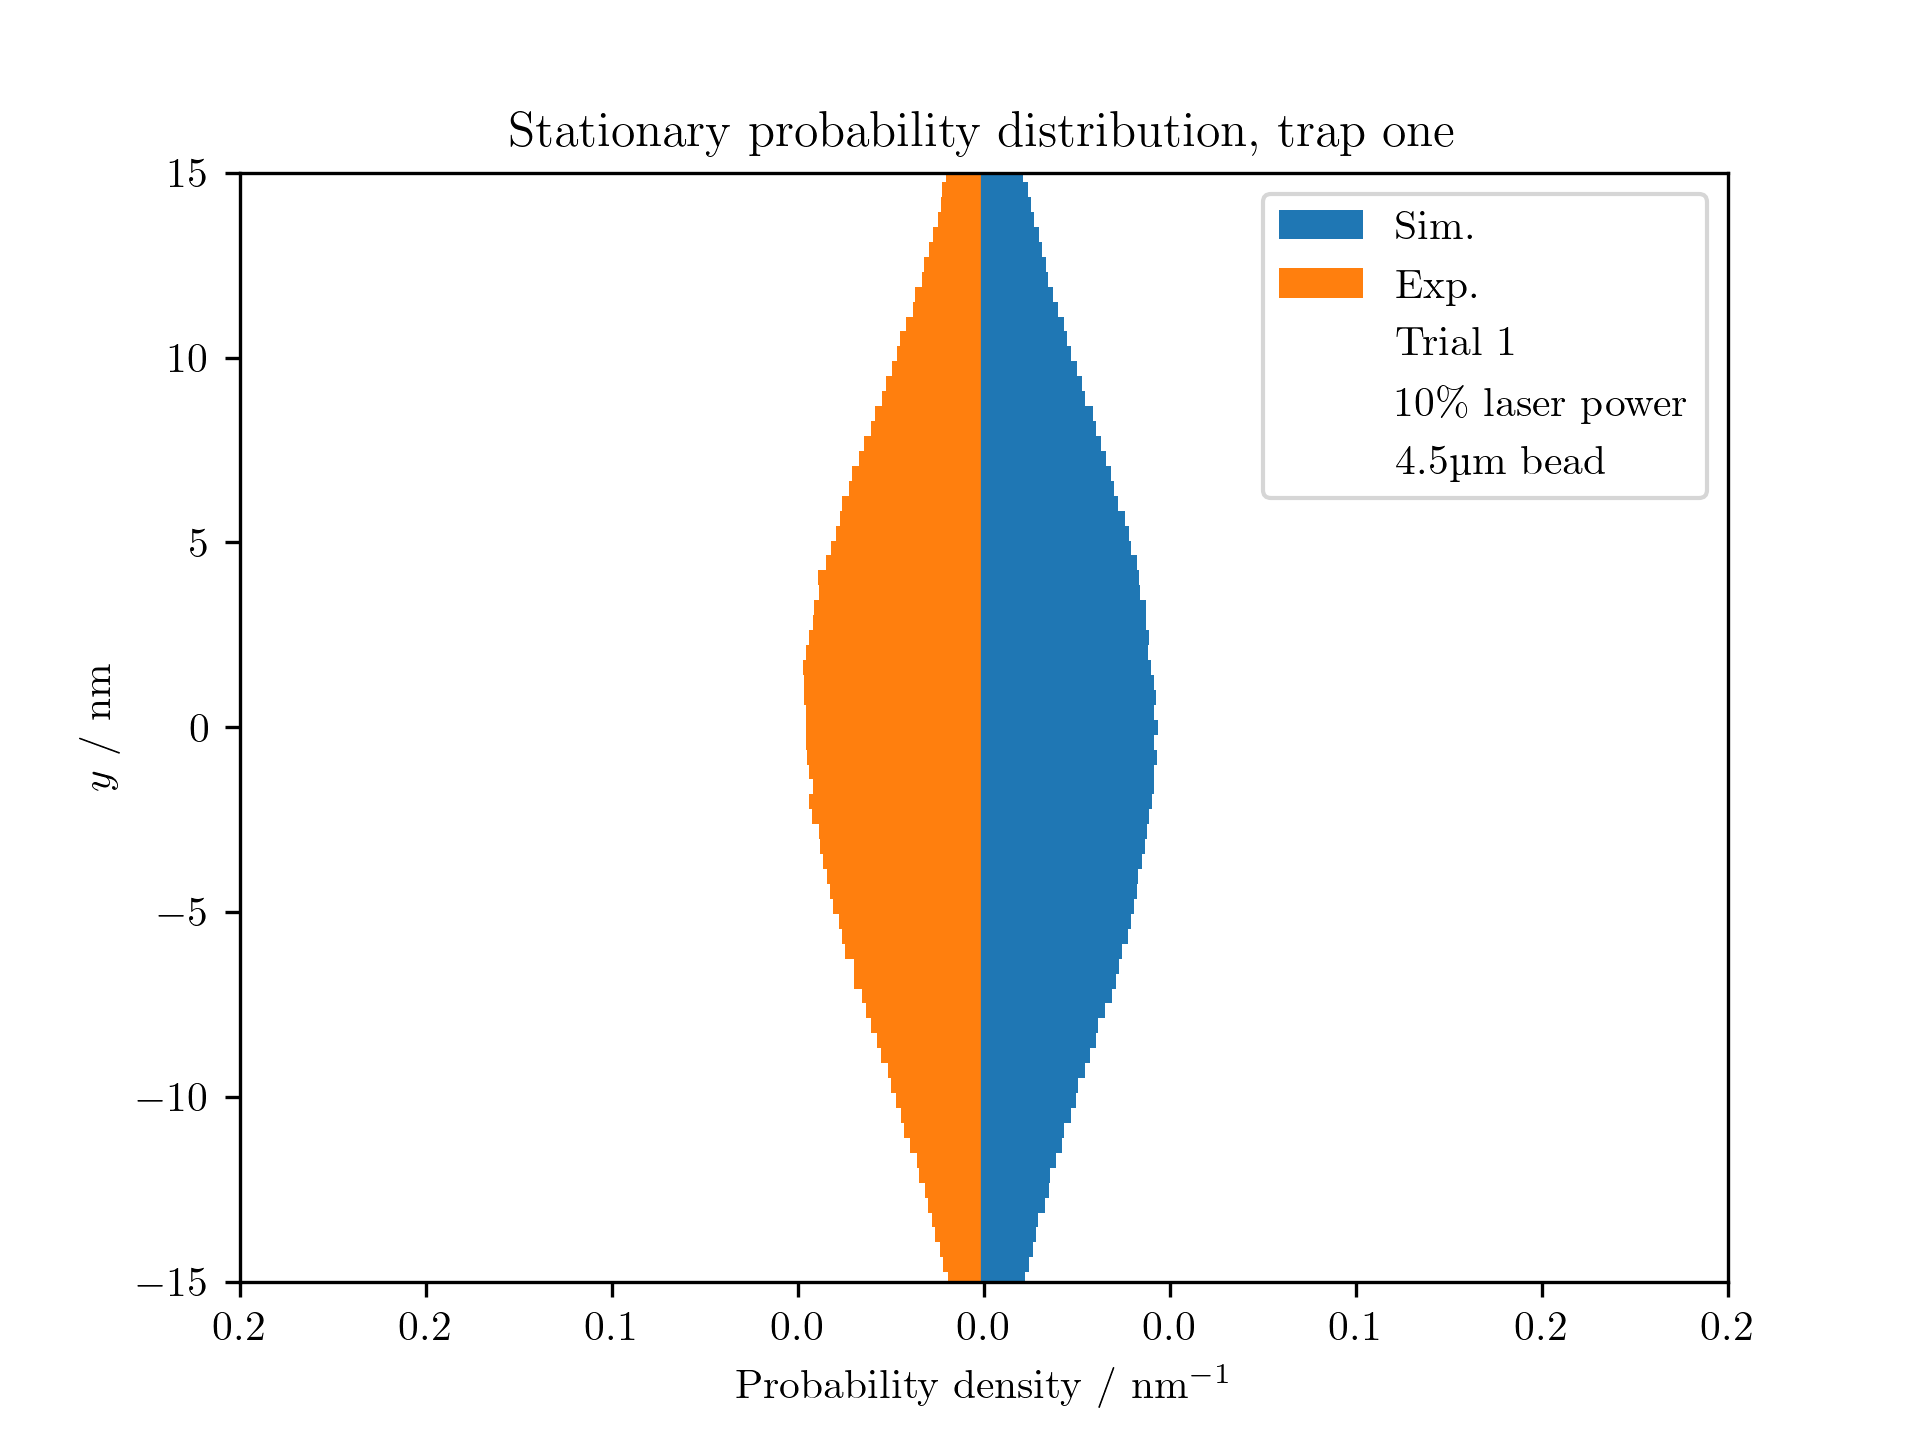 Stationary probability distribution, trap one
15
10
5
0
−5
−10
−15
y / nm
Sim.
Exp.
Trial 1
10% laser power
4.5µm bead
0.2 0.2 0.1 0.0 0.0 0.0 0.1 0.2 0.2
Probability density / nm⁻¹